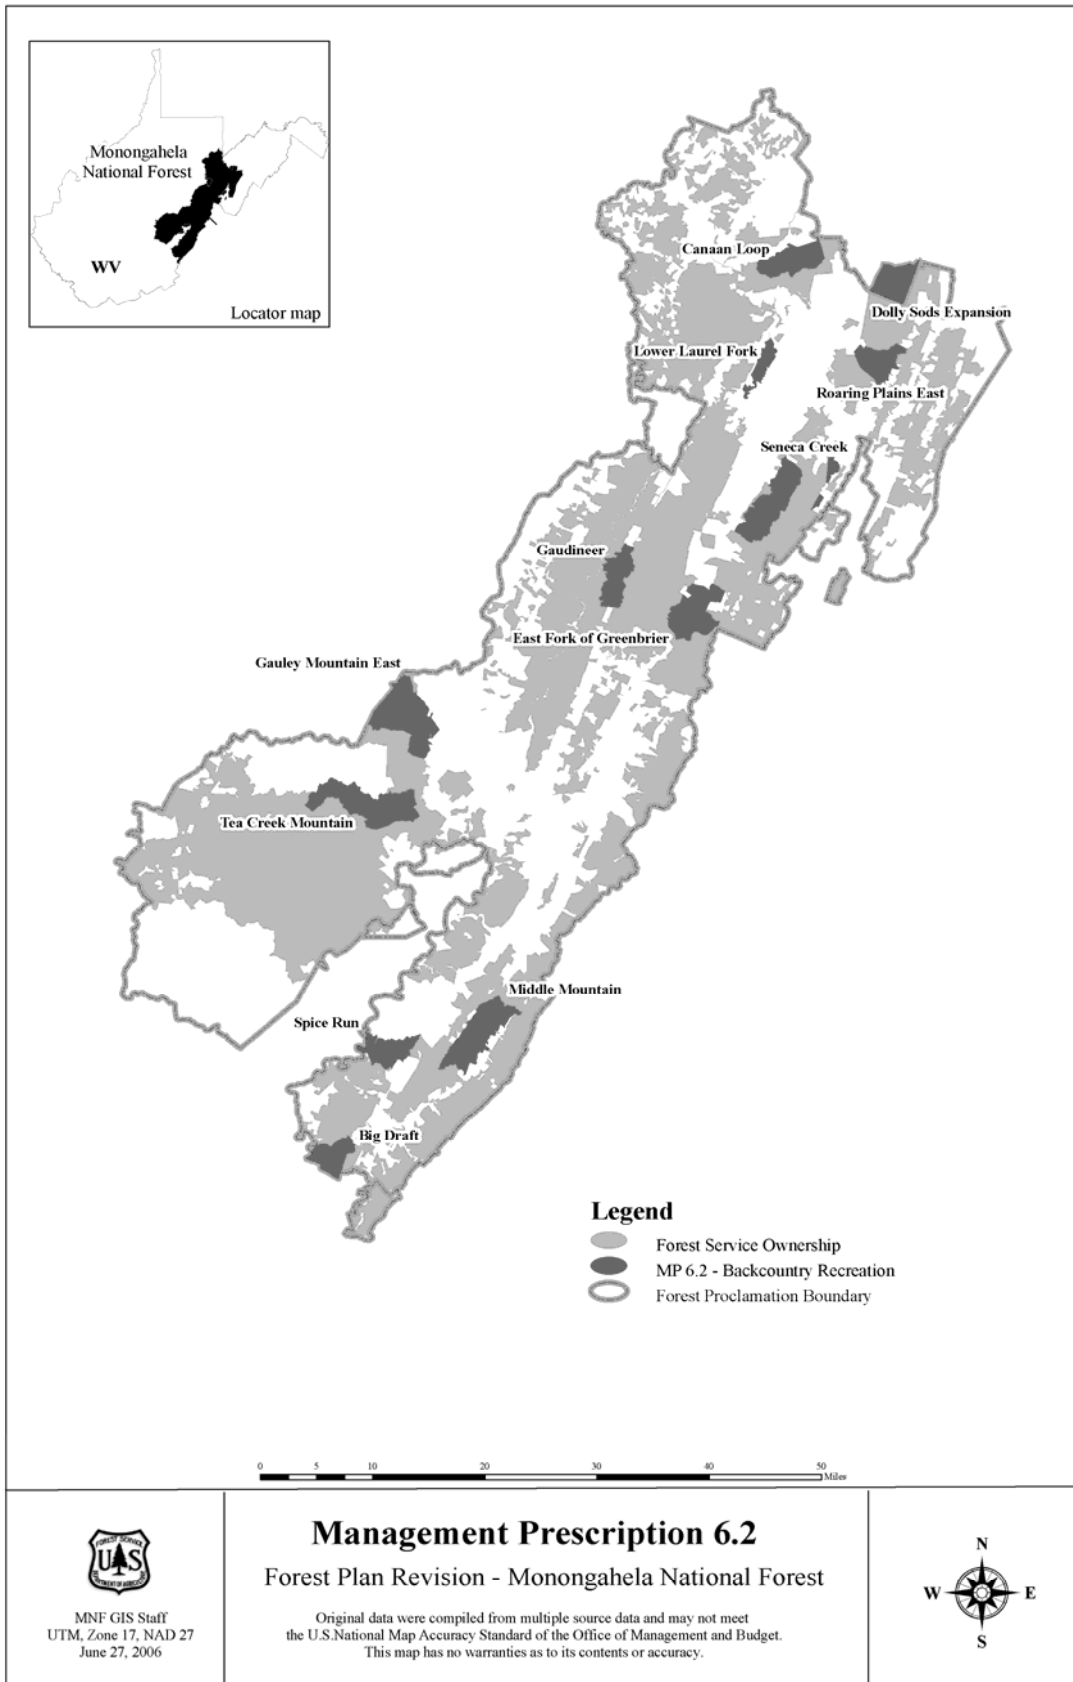 Monongahela
National Forest
WV
Locator map
Canaan Loop
Dolly Sods Expansion
Lower Laurel Fork
Roaring Plains East
Seneca Creek
Gaudineer
East Fork of Greenbrier
Gauley Mountain East
Tea Creek Mountain
Middle Mountain
Spice Run
Big Draft
Legend
Forest Service Ownership
MP 6.2 - Backcountry Recreation
Forest Proclamation Boundary
0 5 10 20 30 40 50
Miles
FOREST SERVICE
U S
DEPARTMENT OF AGRICULTURE
MNF GIS Staff
UTM, Zone 17, NAD 27
June 27, 2006
Management Prescription 6.2
Forest Plan Revision - Monongahela National Forest
Original data were compiled from multiple source data and may not meet
the U.S.National Map Accuracy Standard of the Office of Management and Budget.
This map has no warranties as to its contents or accuracy.
N
W E
S